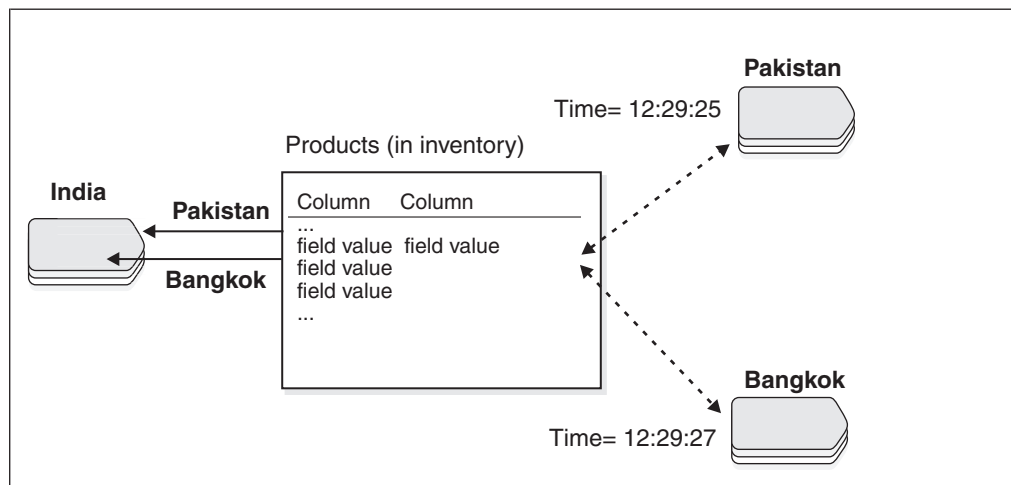 Pakistan
Time= 12:29:25
Products (in inventory)
India
Pakistan
Bangkok
Column Column
...
field value field value
field value
field value
...
Bangkok
Time= 12:29:27